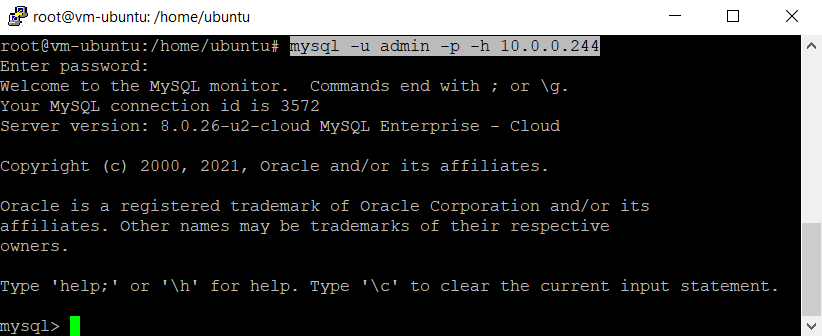 root@vm-ubuntu: /home/ubuntu
root@vm-ubuntu:/home/ubuntu# mysql -u admin -p -h 10.0.0.244
Enter password:
Welcome to the MySQL monitor.  Commands end with ; or \g.
Your MySQL connection id is 3572
Server version: 8.0.26-u2-cloud MySQL Enterprise - Cloud
Copyright (c) 2000, 2021, Oracle and/or its affiliates.
Oracle is a registered trademark of Oracle Corporation and/or its
affiliates. Other names may be trademarks of their respective
owners.
Type 'help;' or '\h' for help. Type '\c' to clear the current input statement.
mysql>